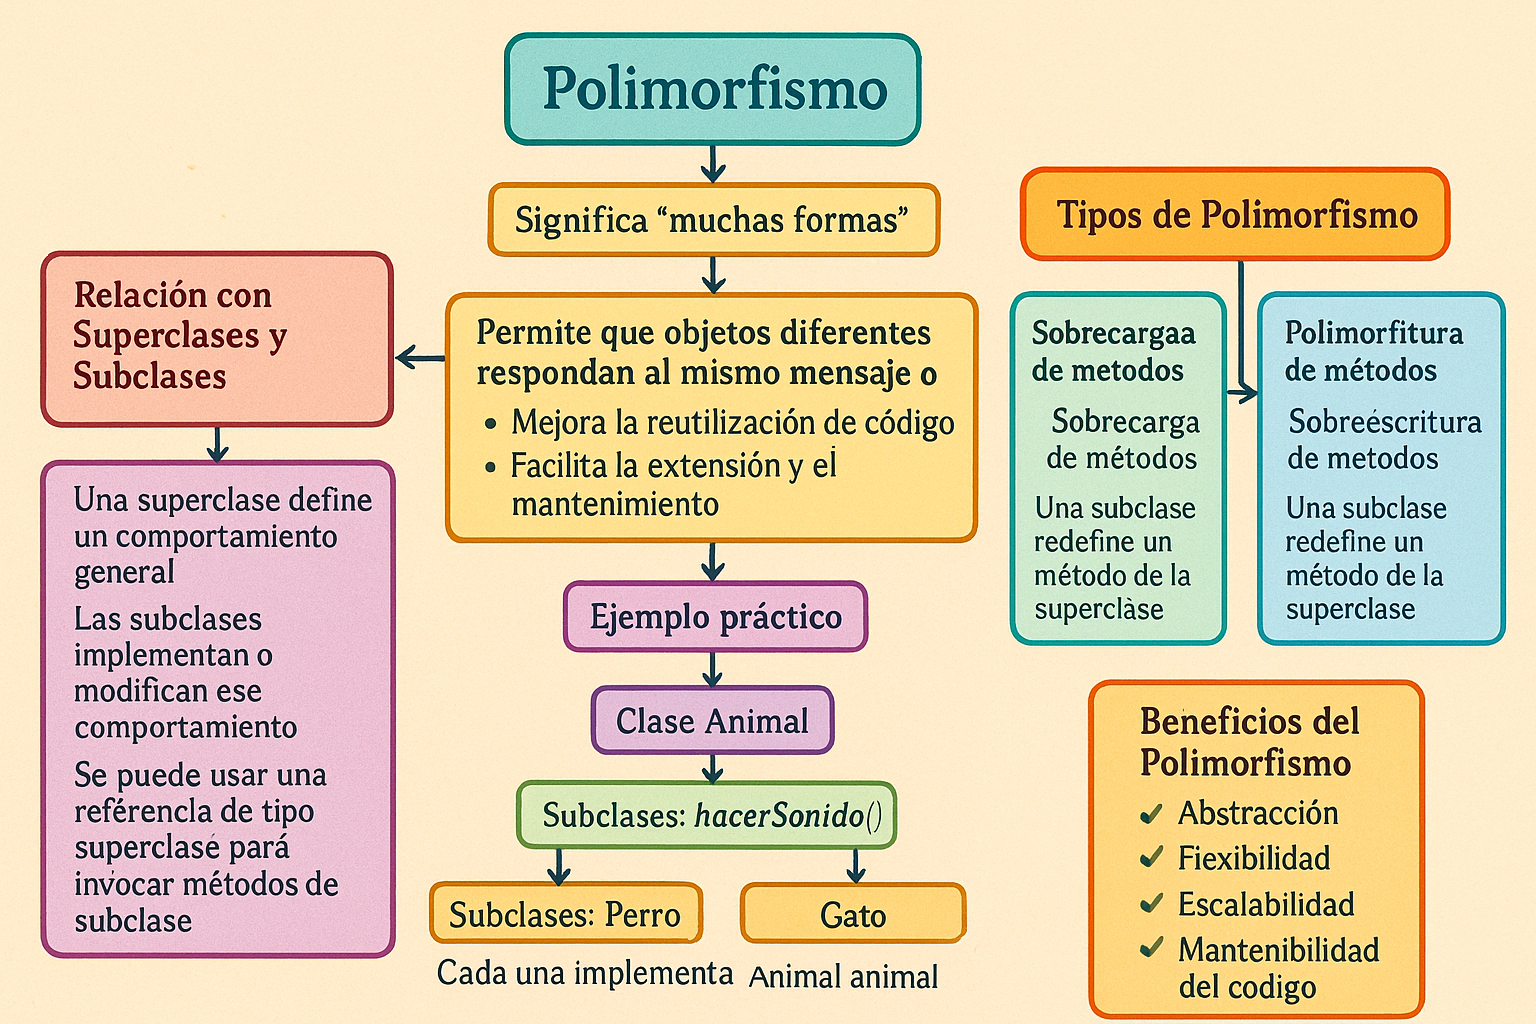 Polimorfismo
Significa “muchas formas”
Permite que objetos diferentes
respondan al mismo mensaje o
• Mejora la reutilización de código
• Facilita la extensión y el
mantenimiento
Relación con
Superclases y
Subclases
Una superclase define
un comportamiento
general
Las subclases
implementan o
modifican ese
comportamiento
Se puede usar una
reférencla de tipo
superclasé pará
invocar métodos de
subclase
Ejemplo práctico
Clase Animal
Subclases: hacerSonido()
Subclases: Perro
Gato
Cada una implementa
Animal animal
Tipos de Polimorfismo
Sobrecargaa
de metodos
Sobrecarga
de métodos
Una subclase
redefine un
método de la
superclàse
Polimorfitura
de métodos
Sobreéscritura
de metodos
Una subclase
redefine un
método de la
superclase
Beneficios del
Polimorfismo
✓ Abstracción
✓ Fiexibilidad
✓ Escalabilidad
✓ Mantenibilidad
del codigo